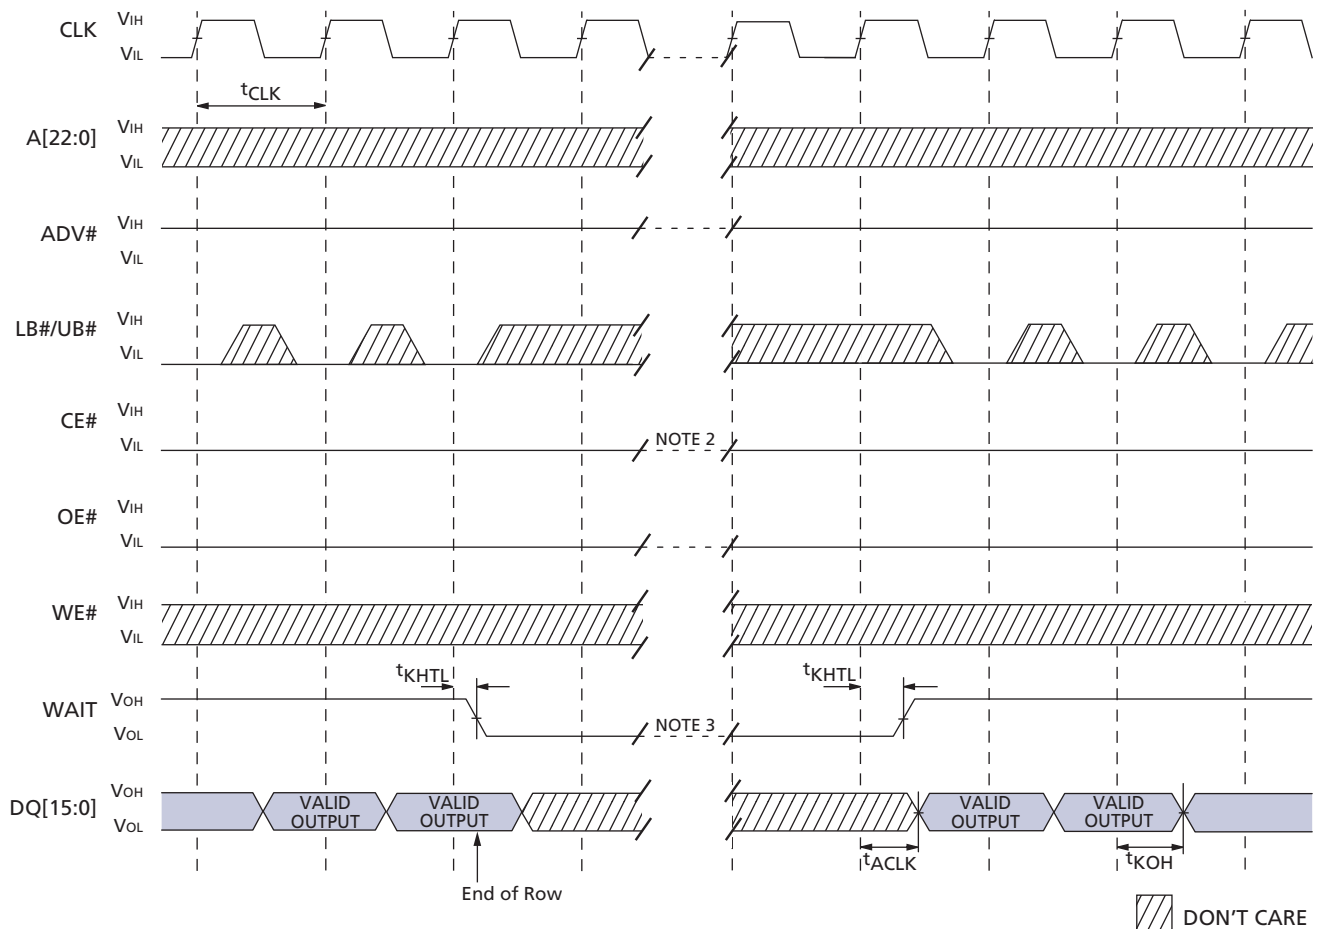 CLK
VIH
VIL
tCLK
A[22:0]
VIH
VIL
ADV#
VIH
VIL
LB#/UB#
VIH
VIL
CE#
VIH
VIL
NOTE 2
OE#
VIH
VIL
WE#
VIH
VIL
tKHTL
tKHTL
WAIT
VOH
VOL
NOTE 3
DQ[15:0]
VOH
VOL
VALID
OUTPUT
VALID
OUTPUT
VALID
OUTPUT
VALID
OUTPUT
tACLK
tKOH
End of Row
DON'T CARE